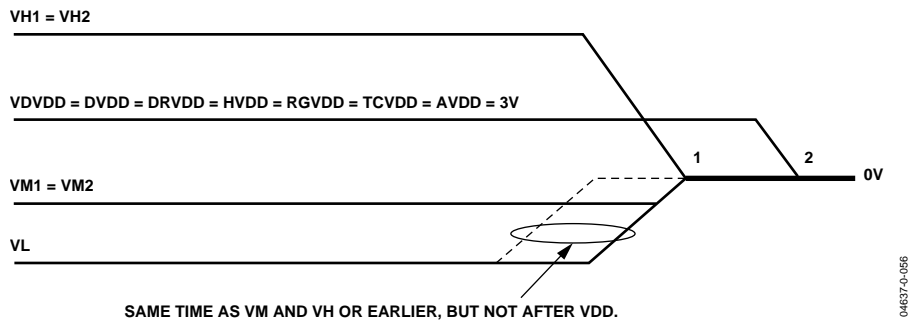 VH1 = VH2
VDVDD = DVDD = DRVDD = HVDD = RGVDD = TCVDD = AVDD = 3V
1
2
0V
VM1 = VM2
VL
SAME TIME AS VM AND VH OR EARLIER, BUT NOT AFTER VDD.
04637-0-056